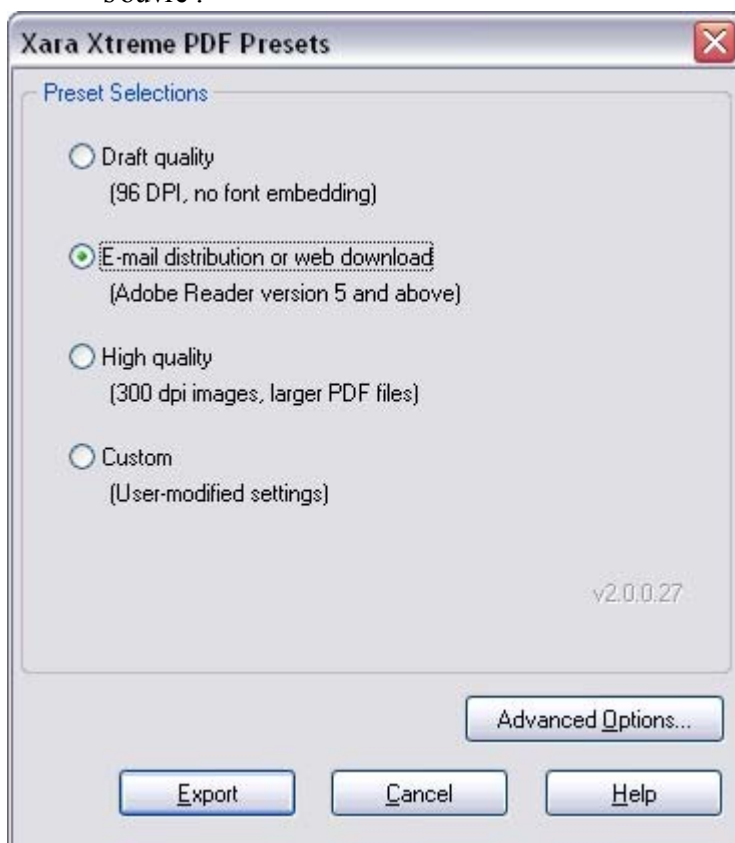 s'ouvre :
Xara Xtreme PDF Presets
Preset Selections
Draft quality
(96 DPI, no font embedding)
E-mail distribution or web download
(Adobe Reader version 5 and above)
High quality
(300 dpi images, larger PDF files)
Custom
(User-modified settings)
v2.0.0.27
Advanced Options...
Export Cancel Help